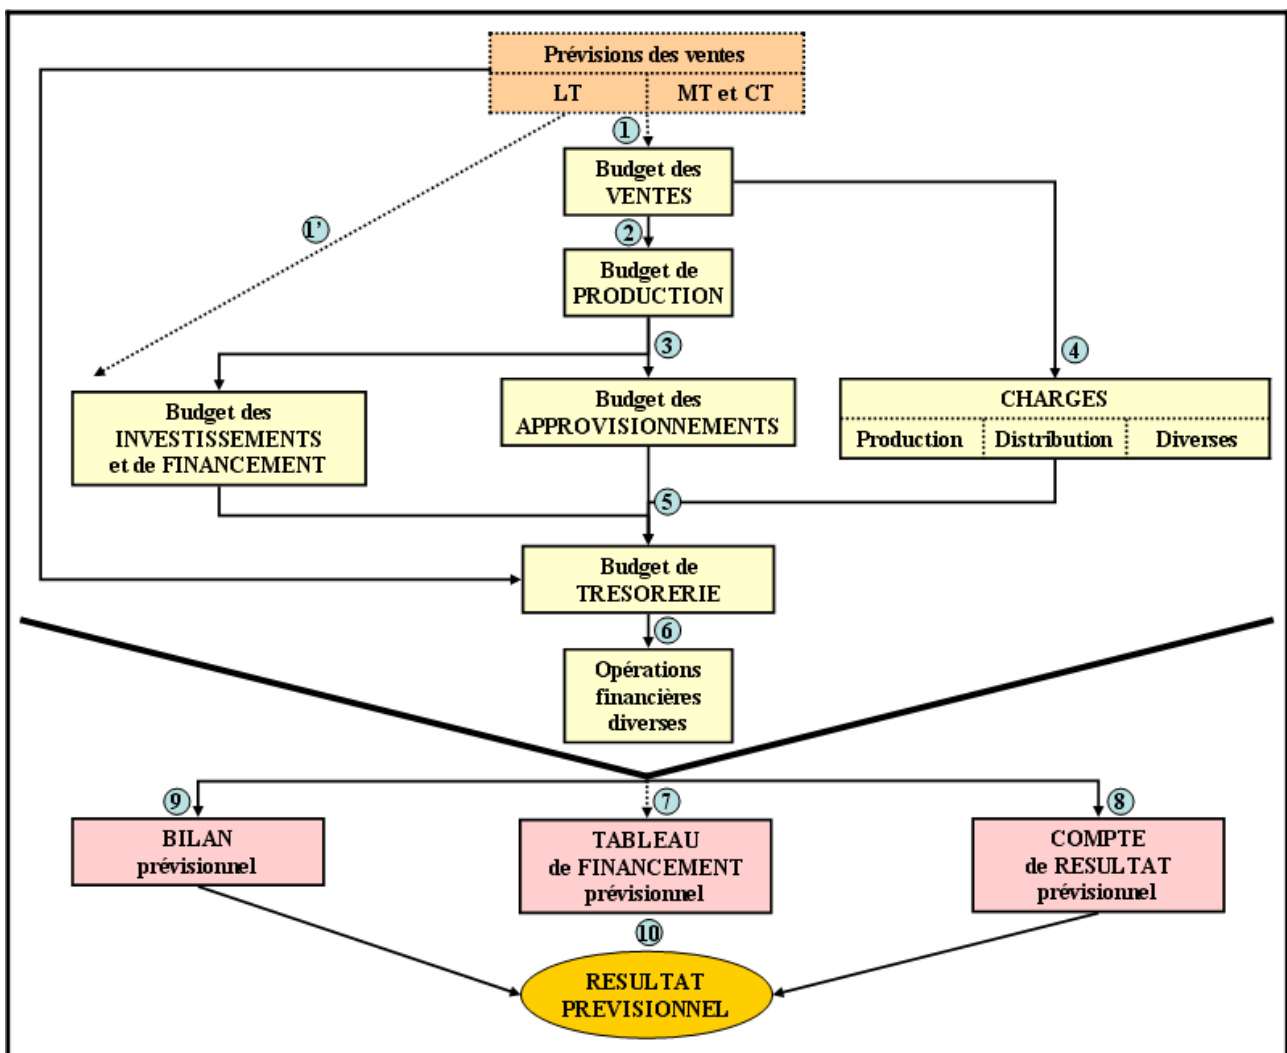 Prévisions des ventes
LT
MT et CT
1
Budget des
VENTES
1’
2
Budget de
PRODUCTION
3
4
Budget des
INVESTISSEMENTS
et de FINANCEMENT
Budget des
APPROVISIONNEMENTS
CHARGES
Production
Distribution
Diverses
5
Budget de
TRESORERIE
6
Opérations
financières
diverses
9
7
8
BILAN
prévisionnel
TABLEAU
de FINANCEMENT
prévisionnel
COMPTE
de RESULTAT
prévisionnel
10
RESULTAT
PREVISIONNEL